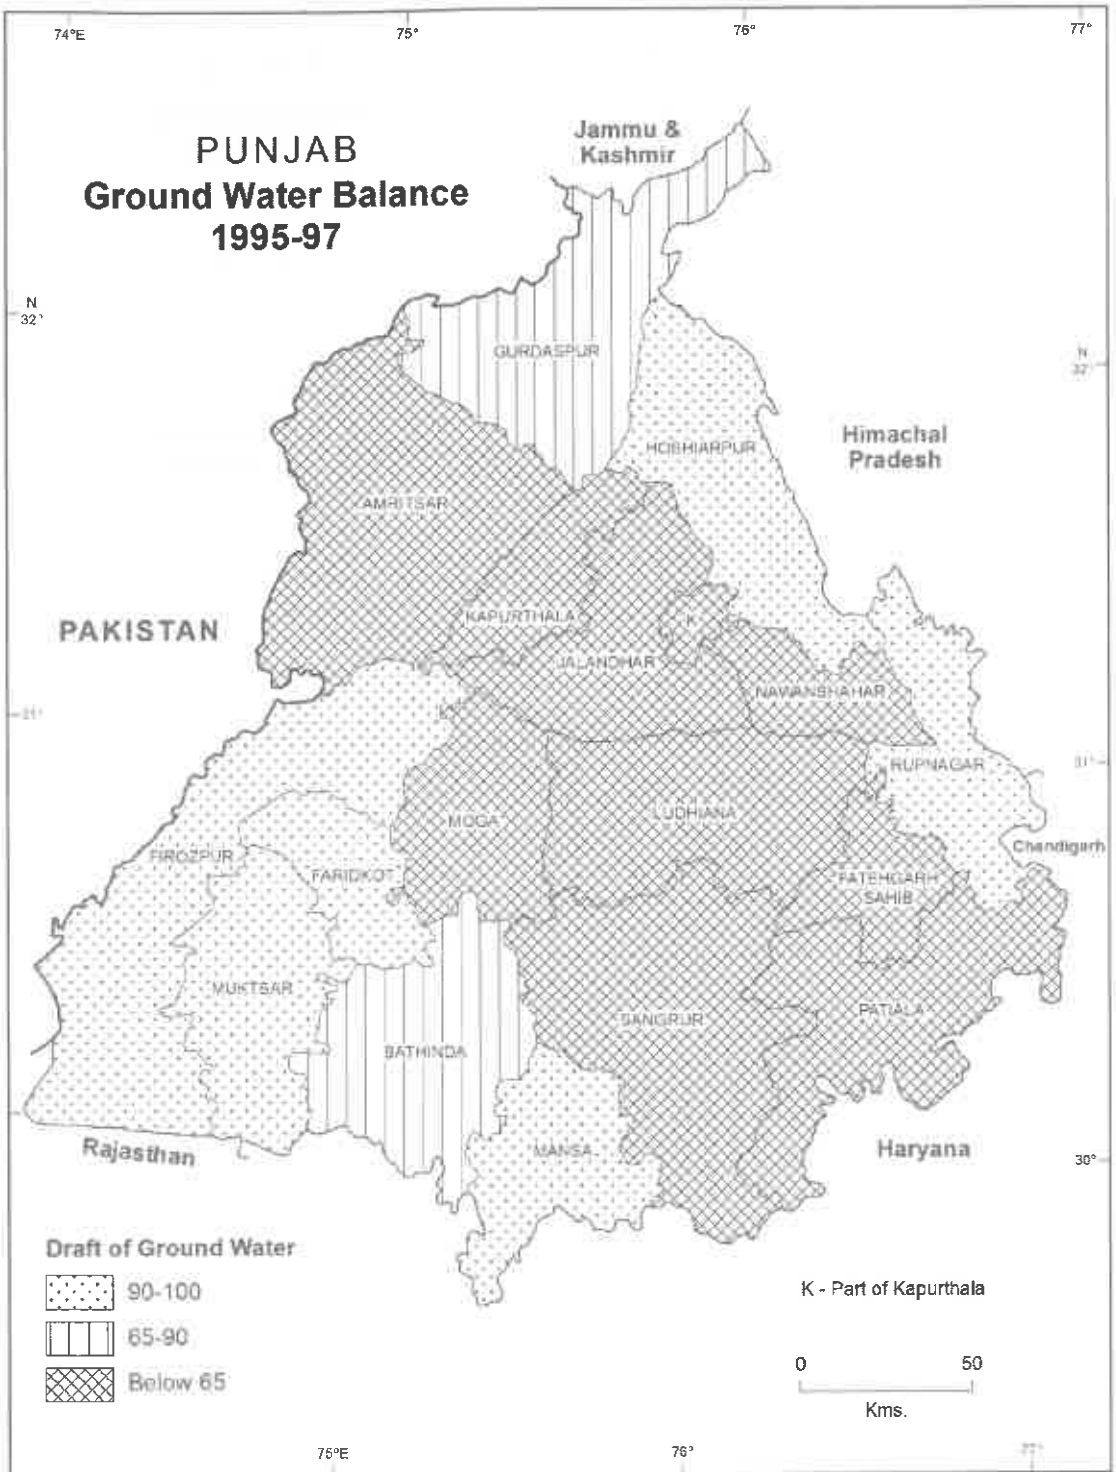 74°E
75°
76°
77°
PUNJAB
Ground Water Balance
1995-97
Jammu &
Kashmir
N
32°
N
32°
GURDASPUR
HOSHIARPUR
Himachal
Pradesh
AMRITSAR
PAKISTAN
KAPURTHALA
K
JALANDHAR
NAWANSHAHAR
31°
K
31°
RUPNAGAR
MOGA
LUDHIANA
Chandigarh
FIROZPUR
FARIDKOT
FATEHGARH
SAHIB
MUKTSAR
PATIALA
SANGRUR
BATHINDA
MANSA
Rajasthan
Haryana
30°
Draft of Ground Water
90-100
65-90
Below 65
K - Part of Kapurthala
0 50
Kms.
75°E
76°
77°